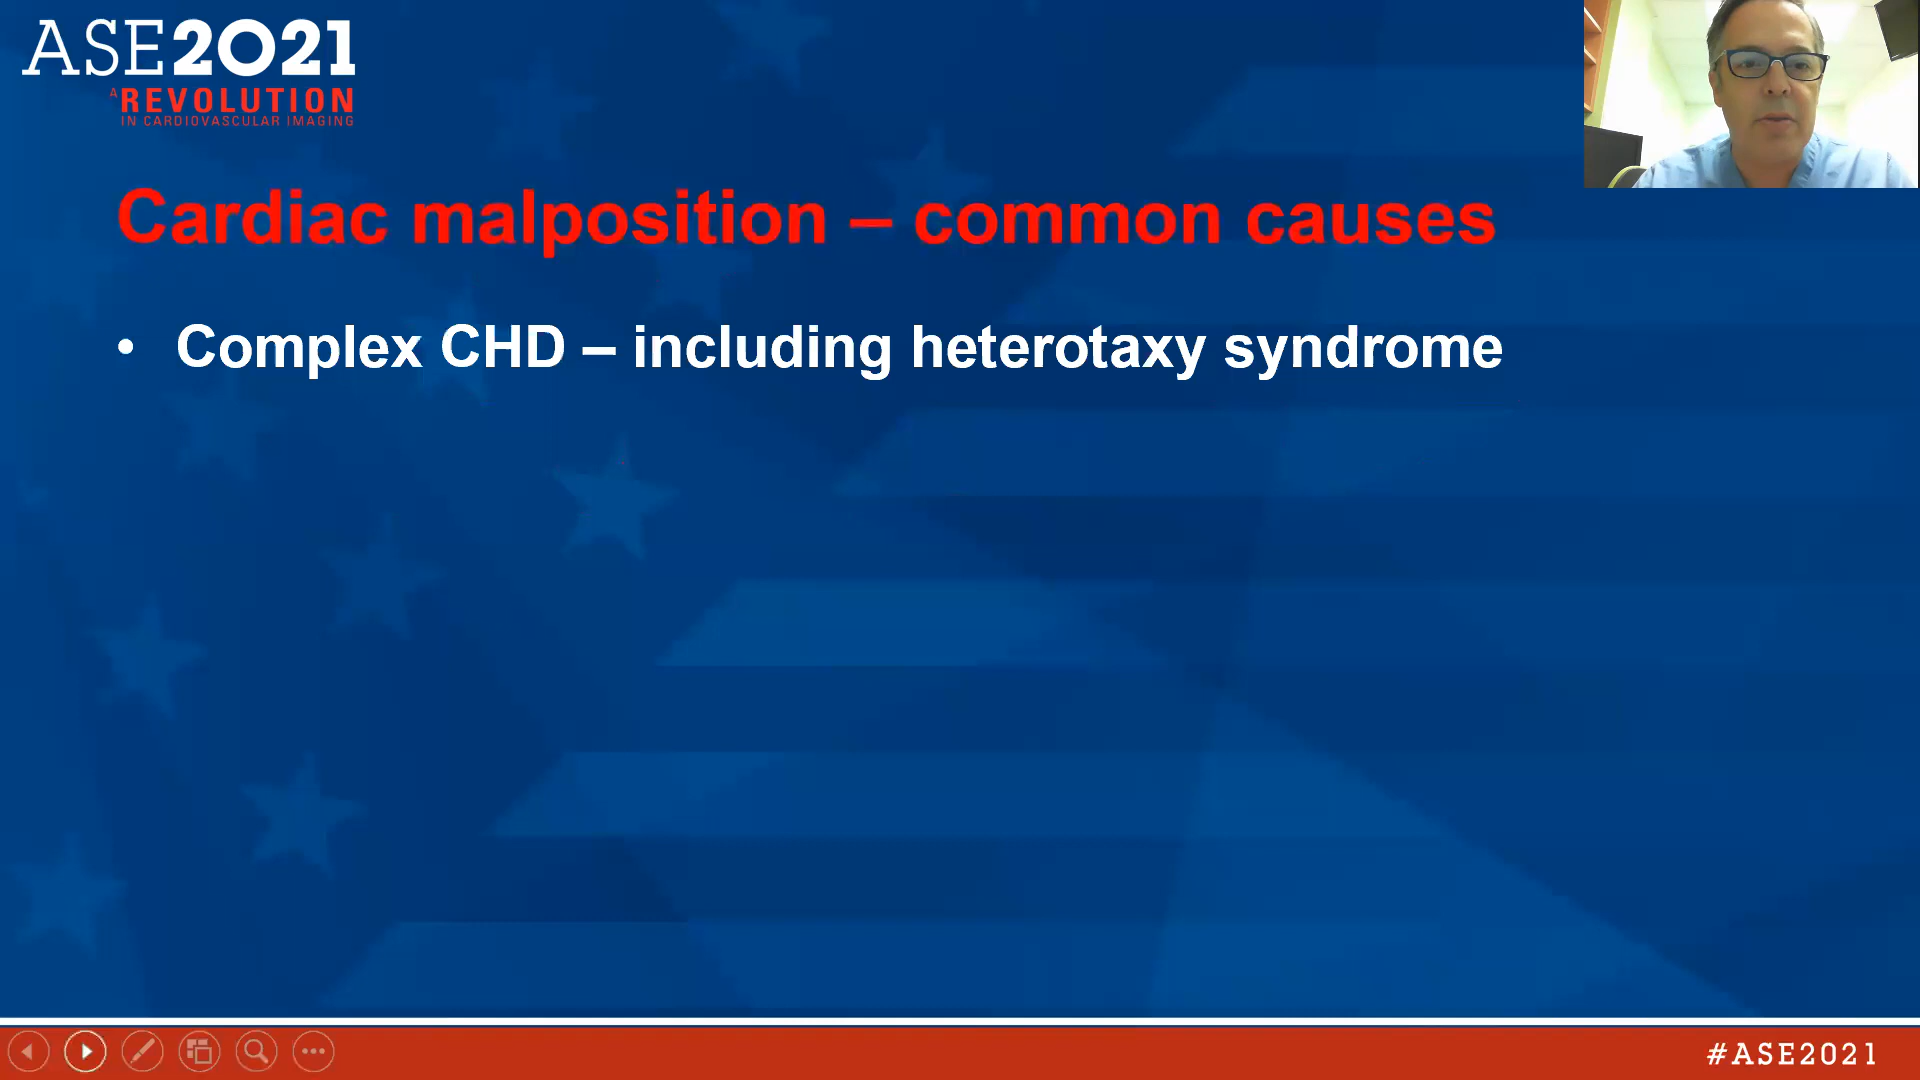 ASE2021
A REVOLUTION
IN CARDIOVASCULAR IMAGING
Cardiac malposition – common causes
• Complex CHD – including heterotaxy syndrome
#ASE2021